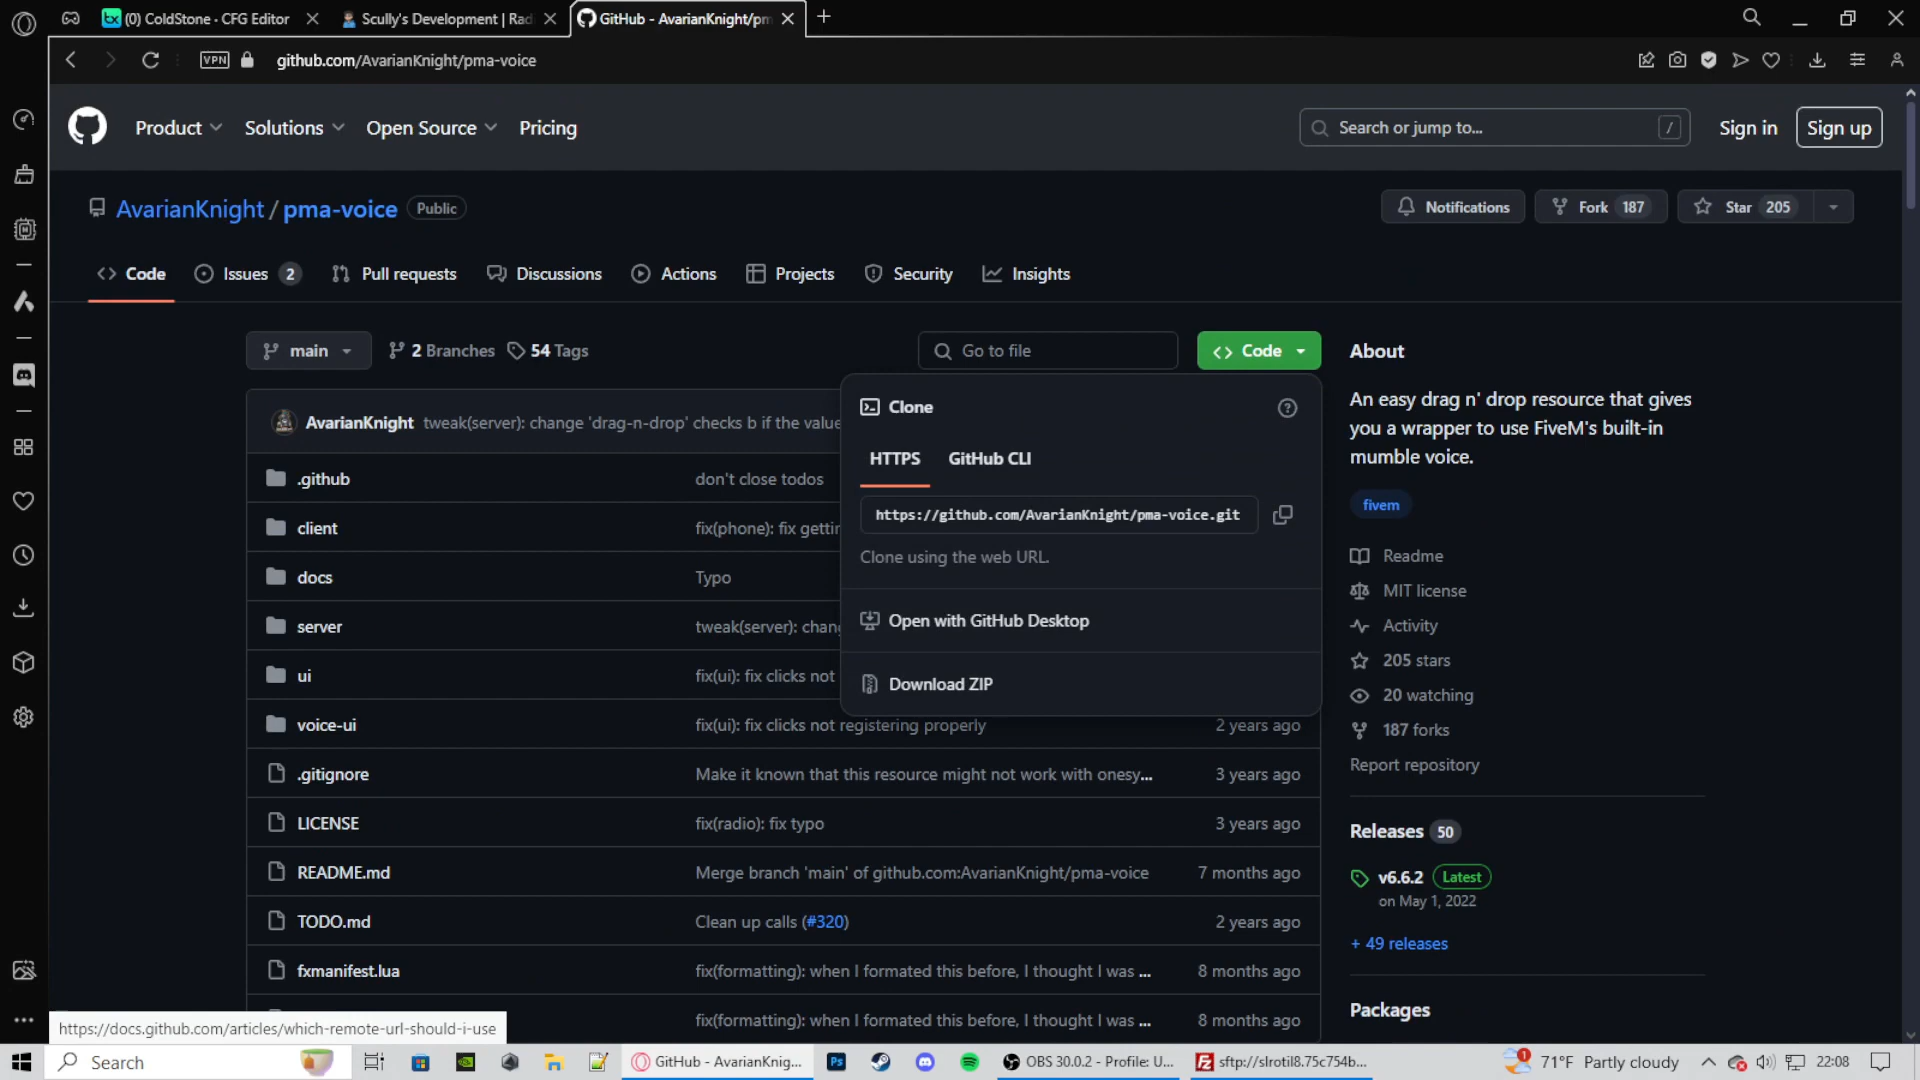 (0) ColdStone · CFG Editor
Scully's Development | Rad
GitHub - AvarianKnight/pm
VPN
github.com/AvarianKnight/pma-voice
Product
Solutions
Open Source
Pricing
Search or jump to...
/
Sign in
Sign up
AvarianKnight / pma-voice
Public
Notifications
Fork 187
Star 205
Code
Issues 2
Pull requests
Discussions
Actions
Projects
Security
Insights
main
2 Branches
54 Tags
Go to file
Code
About
An easy drag n' drop resource that gives
you a wrapper to use FiveM's built-in
mumble voice.
fivem
Readme
MIT license
Activity
205 stars
20 watching
187 forks
Report repository
Releases 50
v6.6.2 Latest
on May 1, 2022
+ 49 releases
Packages
Clone
HTTPS
GitHub CLI
https://github.com/AvarianKnight/pma-voice.git
Clone using the web URL.
Open with GitHub Desktop
Download ZIP
AvarianKnight tweak(server): change 'drag-n-drop' checks b if the value
.github
don't close todos
client
fix(phone): fix gettin
docs
Typo
server
tweak(server): chang
ui
fix(ui): fix clicks not
voice-ui
fix(ui): fix clicks not registering properly
2 years ago
.gitignore
Make it known that this resource might not work with onesy...
3 years ago
LICENSE
fix(radio): fix typo
3 years ago
README.md
Merge branch 'main' of github.com:AvarianKnight/pma-voice
7 months ago
TODO.md
Clean up calls (#320)
2 years ago
fxmanifest.lua
fix(formatting): when I formated this before, I thought I was ...
8 months ago
fix(formatting): when I formated this before, I thought I was ...
8 months ago
https://docs.github.com/articles/which-remote-url-should-i-use
Search
GitHub - AvarianKnig...
Ps
OBS 30.0.2 - Profile: U...
sftp://slrotil8.75c754b...
1
71°F Partly cloudy
22:08